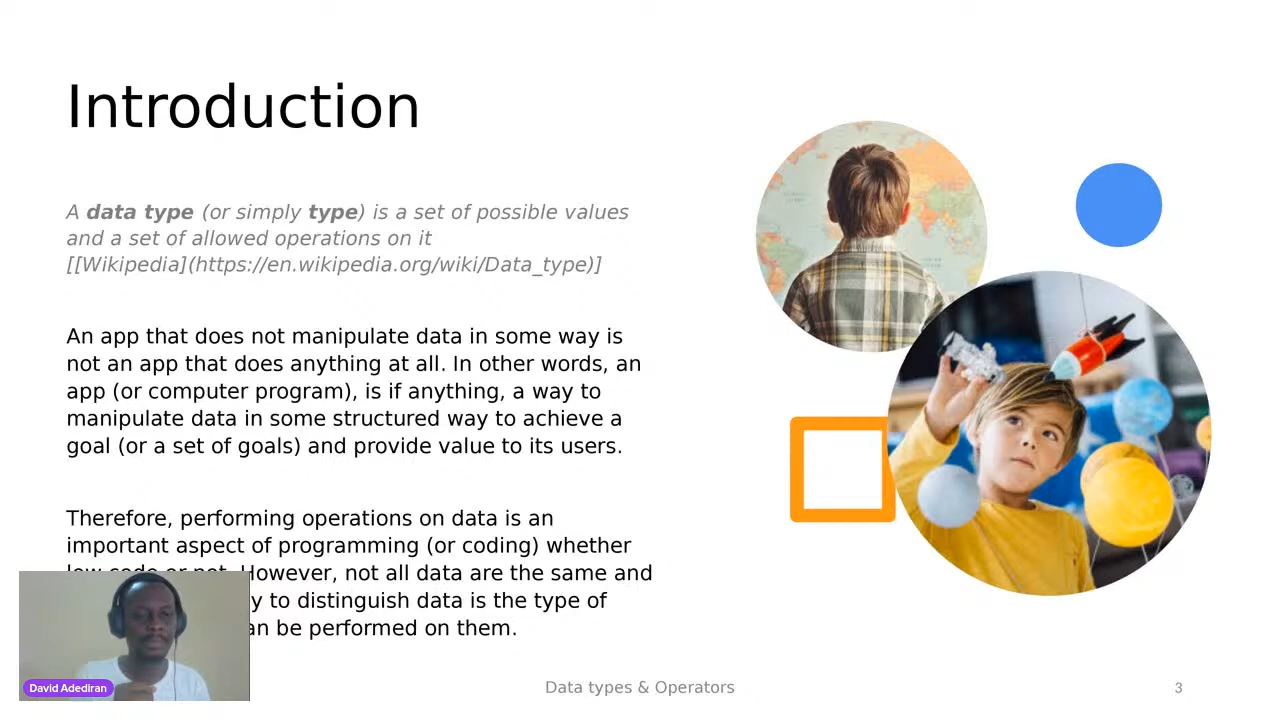 Introduction
A data type (or simply type) is a set of possible values
and a set of allowed operations on it
[[Wikipedia](https://en.wikipedia.org/wiki/Data_type)]
An app that does not manipulate data in some way is
not an app that does anything at all. In other words, an
app (or computer program), is if anything, a way to
manipulate data in some structured way to achieve a
goal (or a set of goals) and provide value to its users.
Therefore, performing operations on data is an
important aspect of programming (or coding) whether
low code or not. However, not all data are the same and
y to distinguish data is the type of
an be performed on them.
David Adediran
Data types & Operators
3